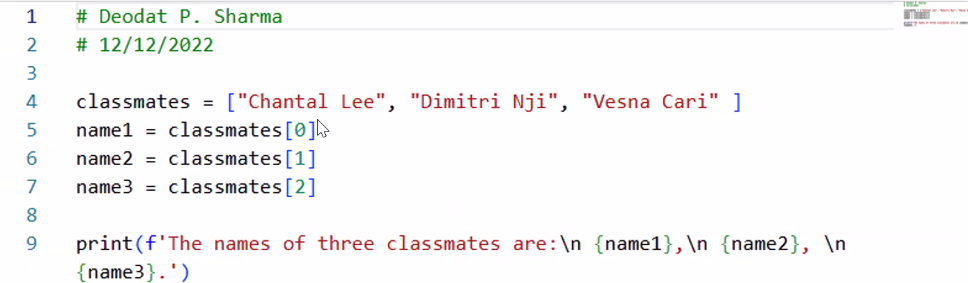 1 # Deodat P. Sharma
2 # 12/12/2022
3
4 classmates = ["Chantal Lee", "Dimitri Nji", "Vesna Cari" ]
5 name1 = classmates[0]
6 name2 = classmates[1]
7 name3 = classmates[2]
8
9 print(f'The names of three classmates are:\n {name1},\n {name2}, \n
{name3}.')